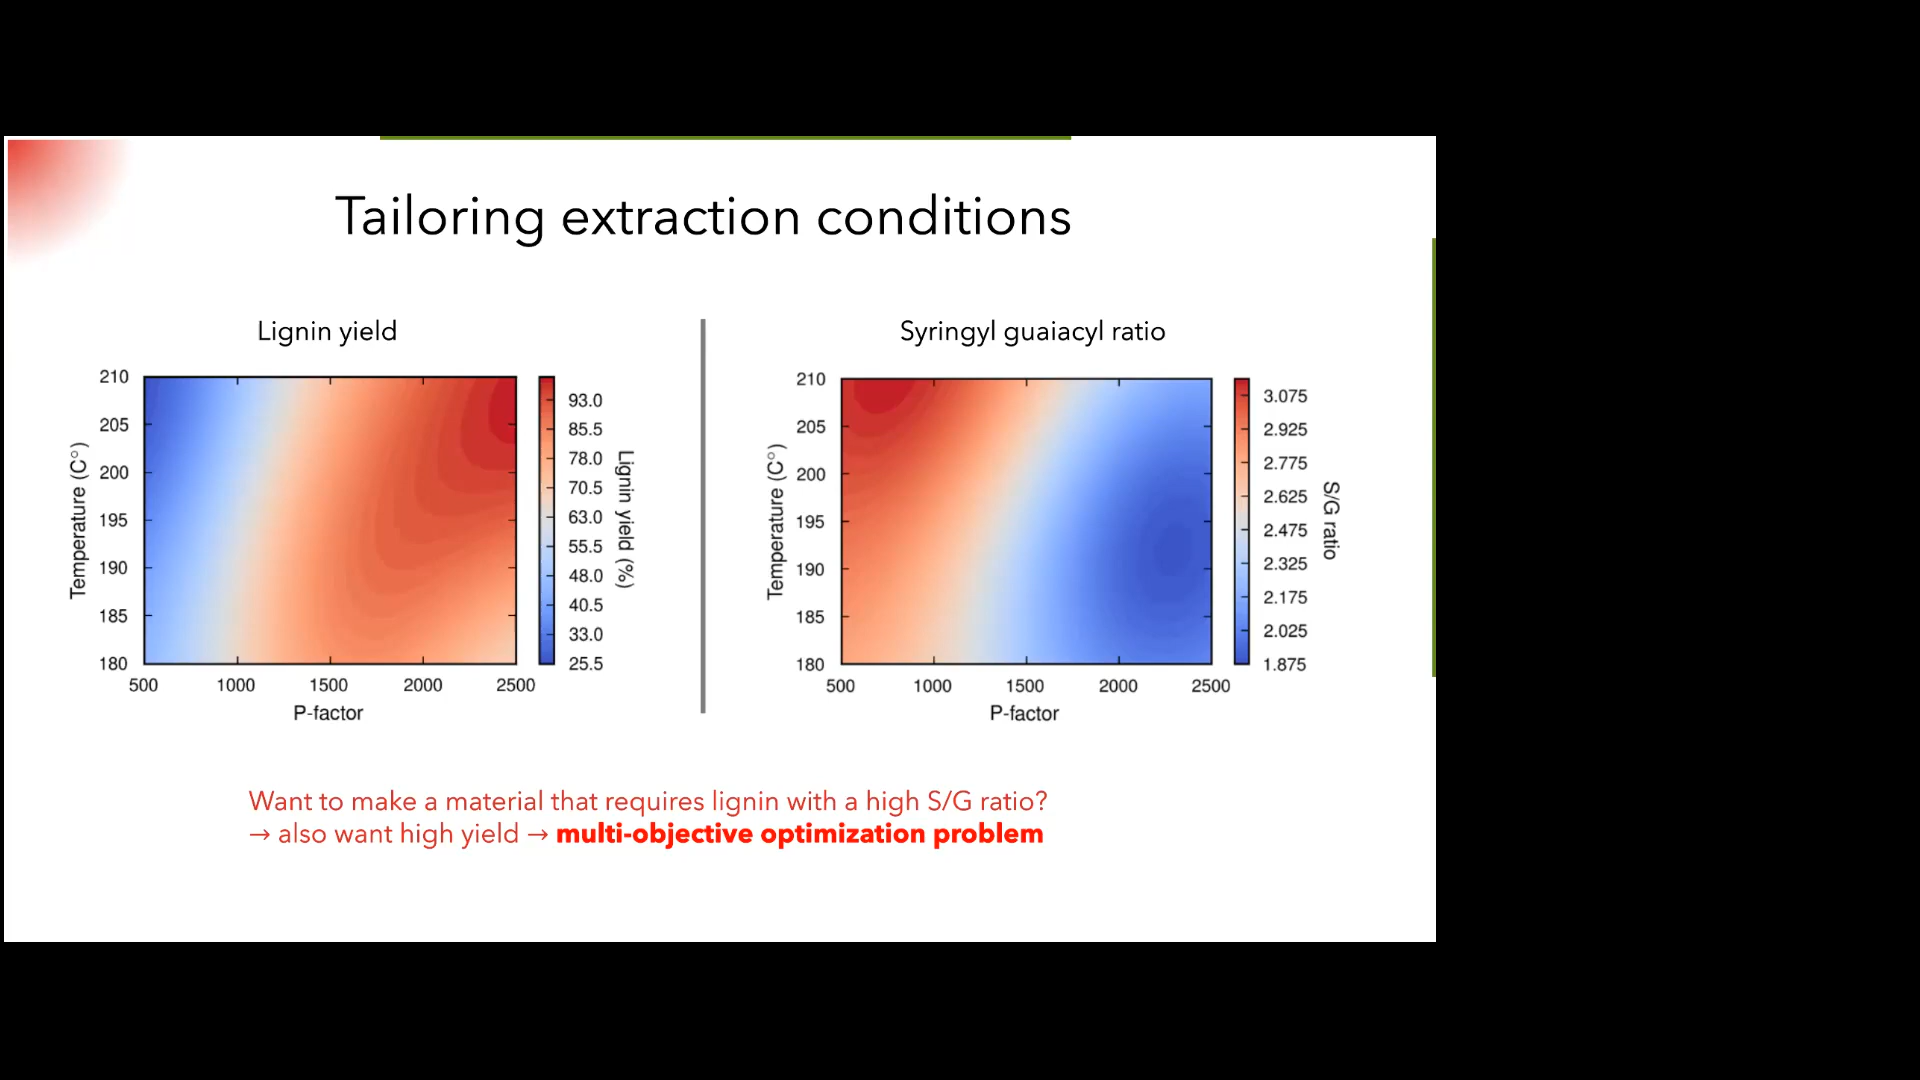 Tailoring extraction conditions
Lignin yield
210
205
200
195
190
185
180
Temperature (C°)
500 1000 1500 2000 2500
P-factor
93.0
85.5
78.0
70.5
63.0
55.5
48.0
40.5
33.0
25.5
Lignin yield (%)
Syringyl guaiacyl ratio
210
205
200
195
190
185
180
Temperature (C°)
500 1000 1500 2000 2500
P-factor
3.075
2.925
2.775
2.625
2.475
2.325
2.175
2.025
1.875
S/G ratio
Want to make a material that requires lignin with a high S/G ratio?
→ also want high yield → multi-objective optimization problem